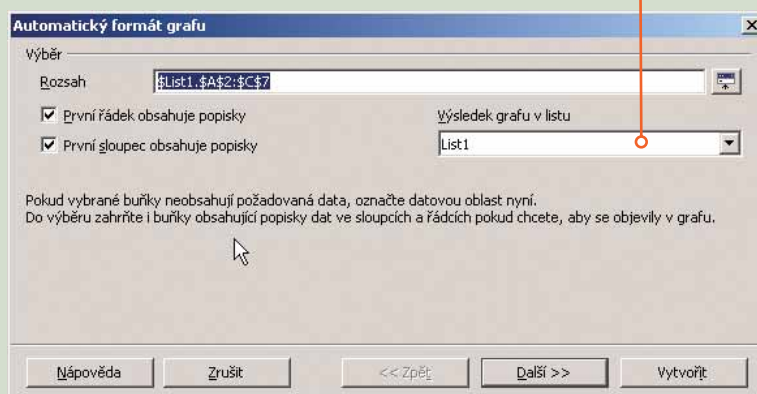 Automatický formát grafu
Výběr
Rozsah
$List1.$A$2:$C$7
První řádek obsahuje popisky
Výsledek grafu v listu
První sloupec obsahuje popisky
List1
Pokud vybrané buňky neobsahují požadovaná data, označte datovou oblast nyní.
Do výběru zahrňte i buňky obsahující popisky dat ve sloupcích a řádcích pokud chcete, aby se objevily v grafu.
Nápověda
Zrušit
<< Zpět
Další >>
Vytvořit